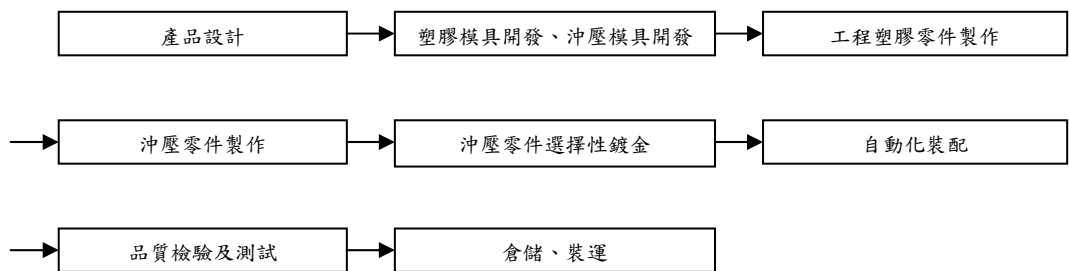 產品設計
塑膠模具開發、沖壓模具開發
工程塑膠零件製作
沖壓零件製作
沖壓零件選擇性鍍金
自動化裝配
品質檢驗及測試
倉儲、裝運